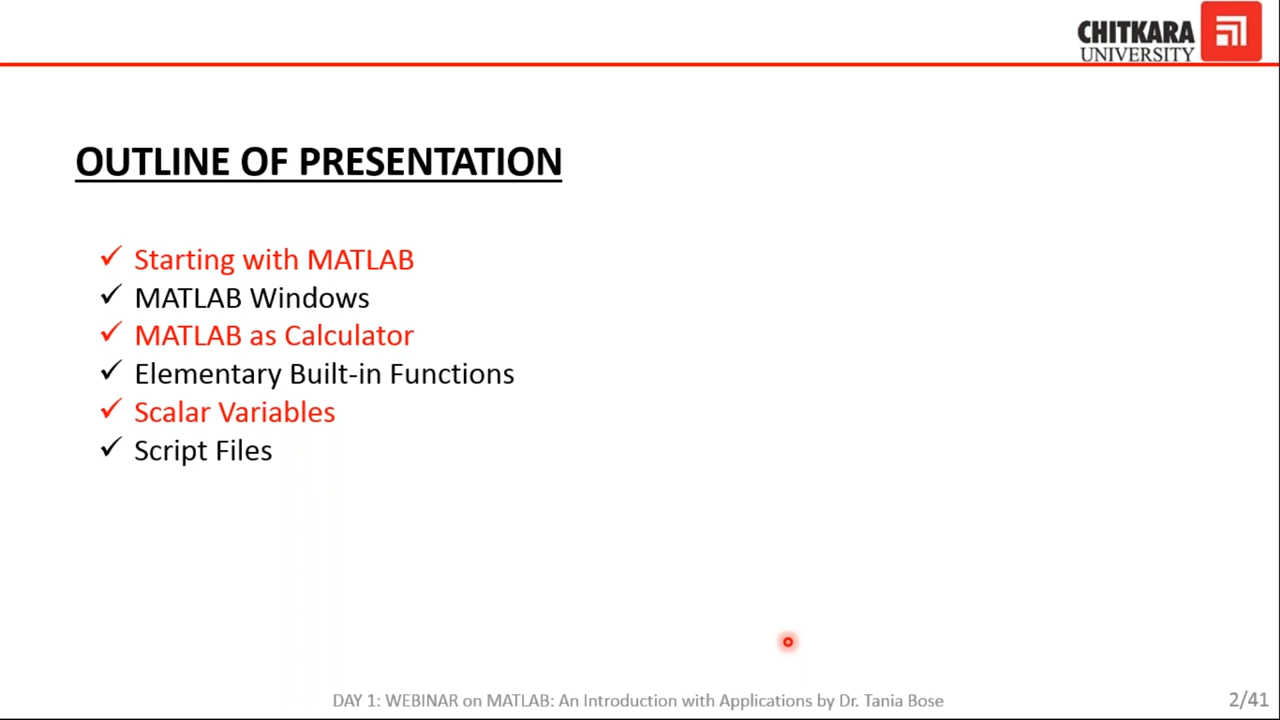 CHITKARA
UNIVERSITY
OUTLINE OF PRESENTATION
✓ Starting with MATLAB
✓ MATLAB Windows
✓ MATLAB as Calculator
✓ Elementary Built-in Functions
✓ Scalar Variables
✓ Script Files
DAY 1: WEBINAR on MATLAB: An Introduction with Applications by Dr. Tania Bose
2/41